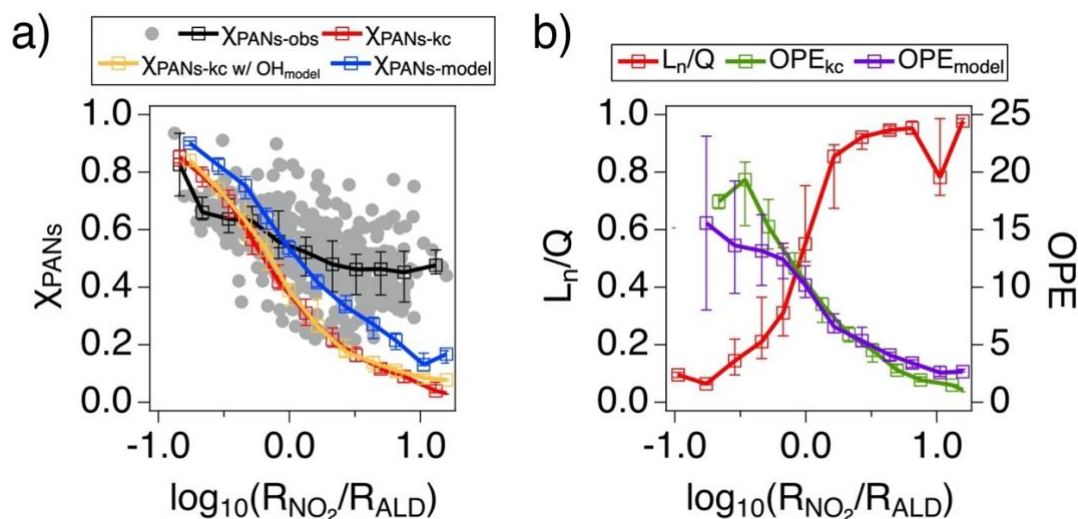 a)
χPANs-obs χPANs-kc
χPANs-kc w/ OHmodel χPANs-model
1.0
0.8
0.6
0.4
0.2
0.0
χPANs
-1.0 0.0 1.0
log10(RNO2/RALD)
b)
Ln/Q OPEkc OPEmodel
1.0
0.8
0.6
0.4
0.2
0.0
Ln/Q
25
20
15
10
5
0
OPE
-1.0 0.0 1.0
log10(RNO2/RALD)